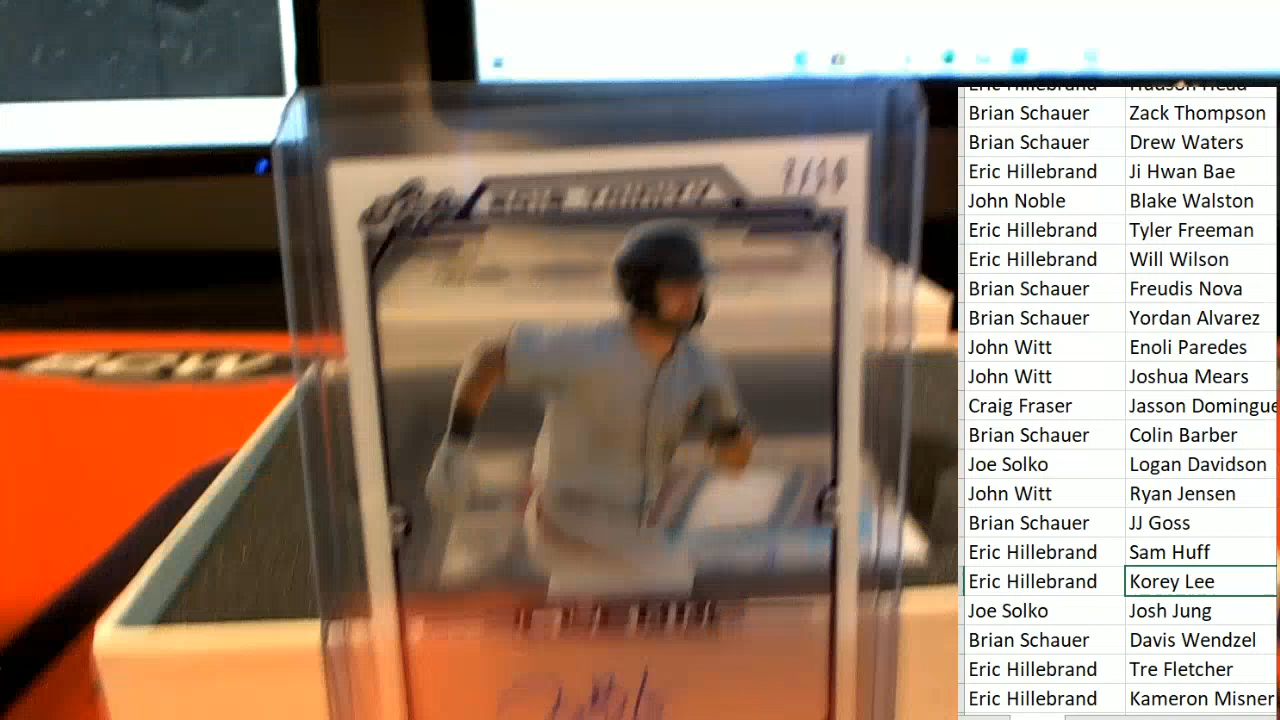 Brian Schauer Zack Thompson
Brian Schauer Drew Waters
Eric Hillebrand Ji Hwan Bae
John Noble Blake Walston
Eric Hillebrand Tyler Freeman
Eric Hillebrand Will Wilson
Brian Schauer Freudis Nova
Brian Schauer Yordan Alvarez
John Witt Enoli Paredes
John Witt Joshua Mears
Craig Fraser Jasson Domingue
Brian Schauer Colin Barber
Joe Solko Logan Davidson
John Witt Ryan Jensen
Brian Schauer JJ Goss
Eric Hillebrand Sam Huff
Eric Hillebrand Korey Lee
Joe Solko Josh Jung
Brian Schauer Davis Wendzel
Eric Hillebrand Tre Fletcher
Eric Hillebrand Kameron Misner